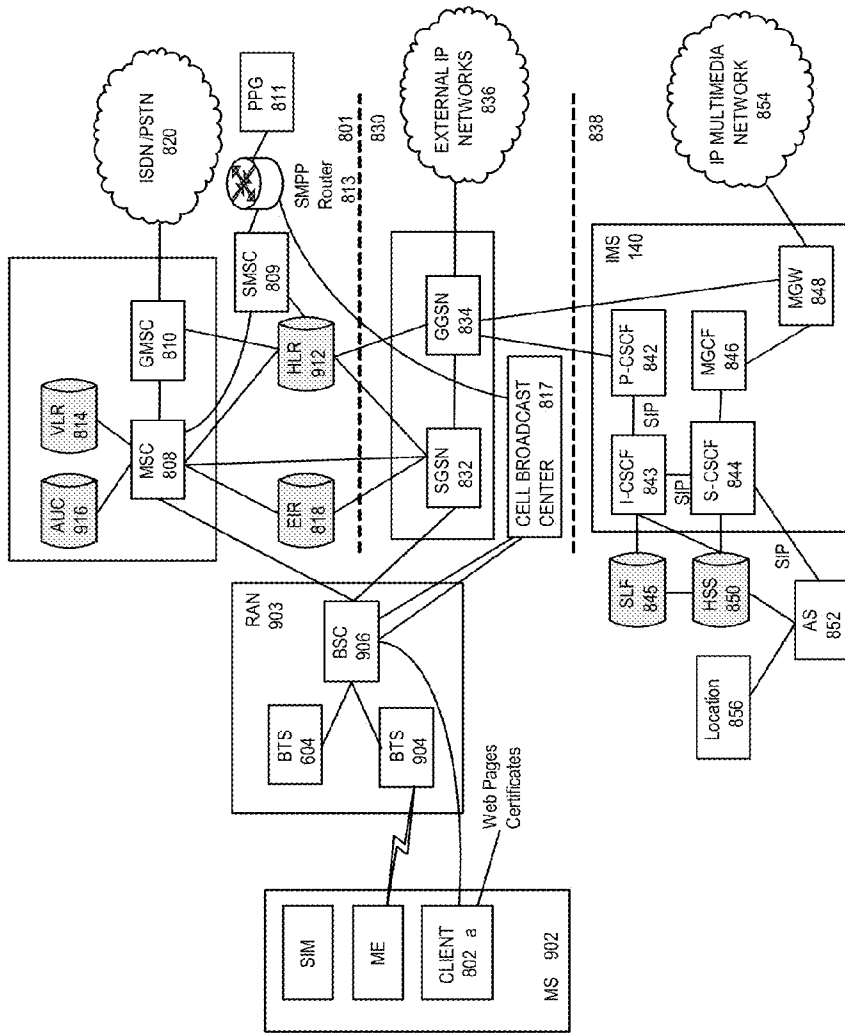 ISDN /PSTN
820
PPG
811
SMPP
Router
813
801
830
EXTERNAL IP
NETWORKS
836
838
IP MULTIMEDIA
NETWORK
854
GMSC
810
SMSC
809
VLR
814
MSC
808
HLR
912
AUC
916
EIR
818
GGSN
834
SGSN
832
CELL BROADCAST
CENTER 817
IMS
140
MGW
848
P-CSCF
842
MGCF
846
SIP
I-CSCF
843
SIP
S-CSCF
844
SLF
845
HSS
850
SIP
AS
852
Location
856
RAN
903
BSC
906
BTS
604
BTS
904
Web Pages
Certificates
SIM
ME
CLIENT
802 a
MS 902